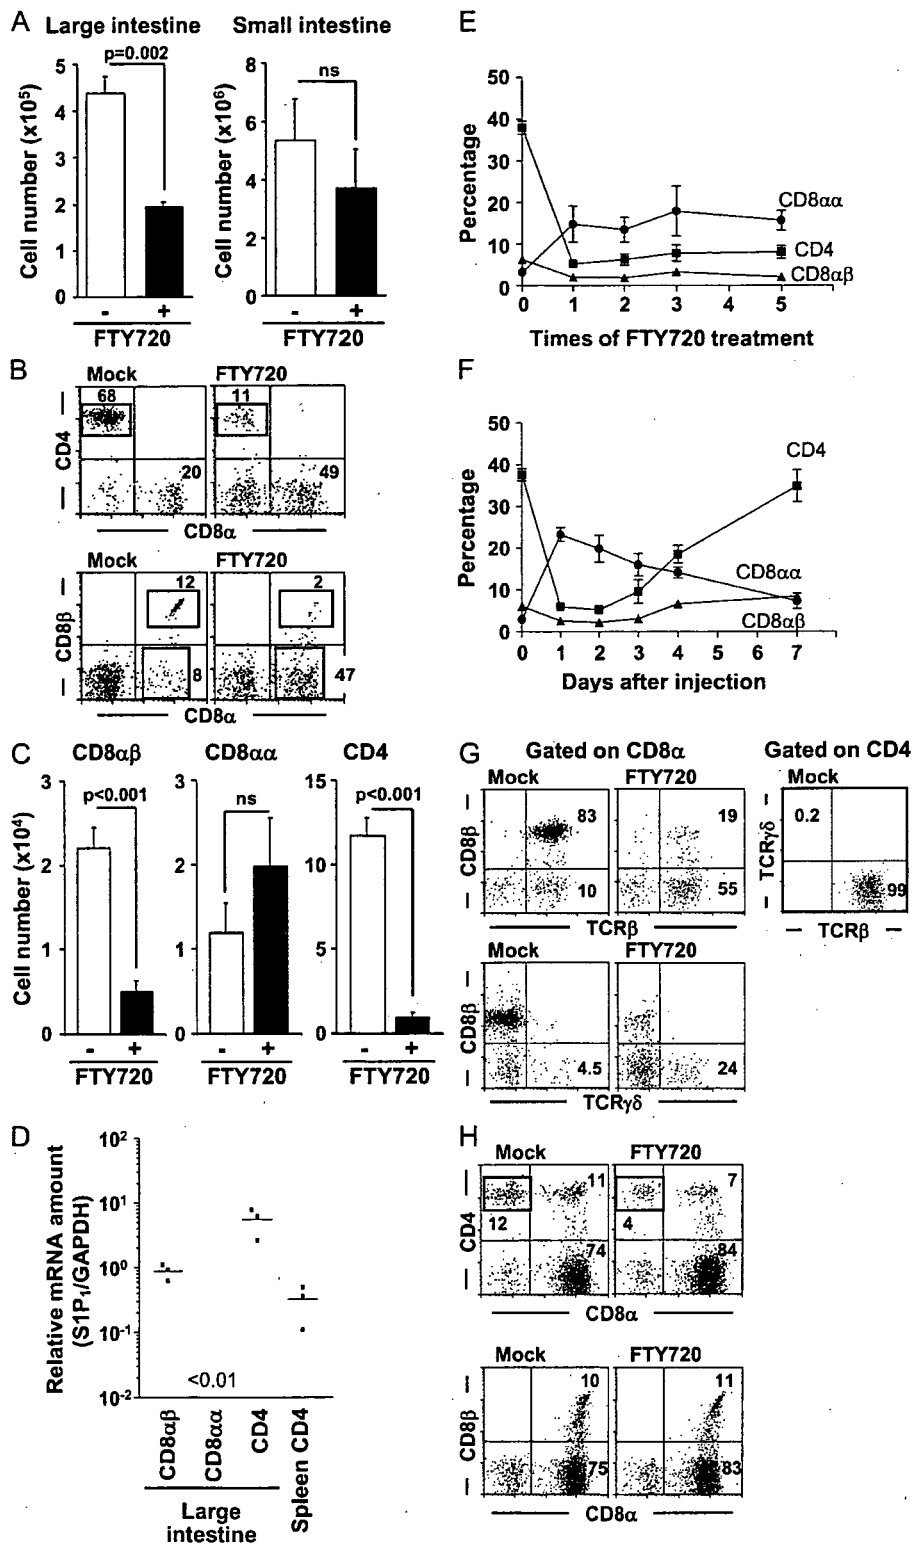 A
Large intestine
Small intestine
p=0.002
ns
Cell number (x10⁵)
5
4
3
2
1
0
Cell number (x10⁶)
8
6
4
2
0
- +
FTY720
- +
FTY720
B
Mock
FTY720
68
11
20
49
CD4
CD8α
Mock
FTY720
12
2
8
47
CD8β
CD8α
C
CD8αβ
CD8αα
CD4
p<0.001
ns
p<0.001
Cell number (x10⁴)
3
2
1
0
3
2
1
0
15
10
5
0
- +
FTY720
- +
FTY720
- +
FTY720
D
Relative mRNA amount
(S1P₁/GAPDH)
10²
10¹
10⁰
10⁻¹
10⁻²
<0.01
CD8αβ
CD8αα
CD4
Spleen CD4
Large
intestine
E
Percentage
50
40
30
20
10
0
CD8αα
CD4
CD8αβ
0 1 2 3 4 5
Times of FTY720 treatment
F
Percentage
50
40
30
20
10
0
CD4
CD8αα
CD8αβ
0 1 2 3 4 7
Days after injection
G
Gated on CD8α
Gated on CD4
Mock
FTY720
Mock
83
19
0.2
10
55
99
CD8β
TCRβ
TCRγδ
TCRβ
Mock
FTY720
4.5
24
CD8β
TCRγδ
H
Mock
FTY720
11
7
12
4
74
84
CD4
CD8α
Mock
FTY720
10
11
75
83
CD8β
CD8α